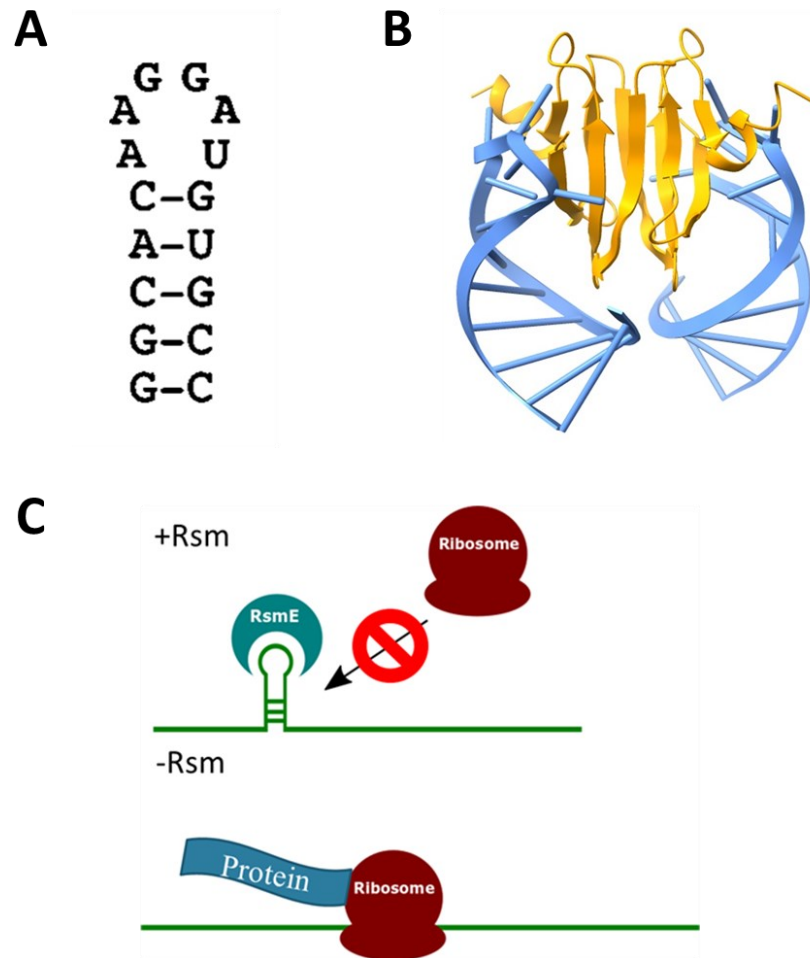 A
B
G G
A A
A U
C-G
A-U
C-G
G-C
G-C
C
+Rsm
Ribosome
RsmE
-Rsm
Protein
Ribosome